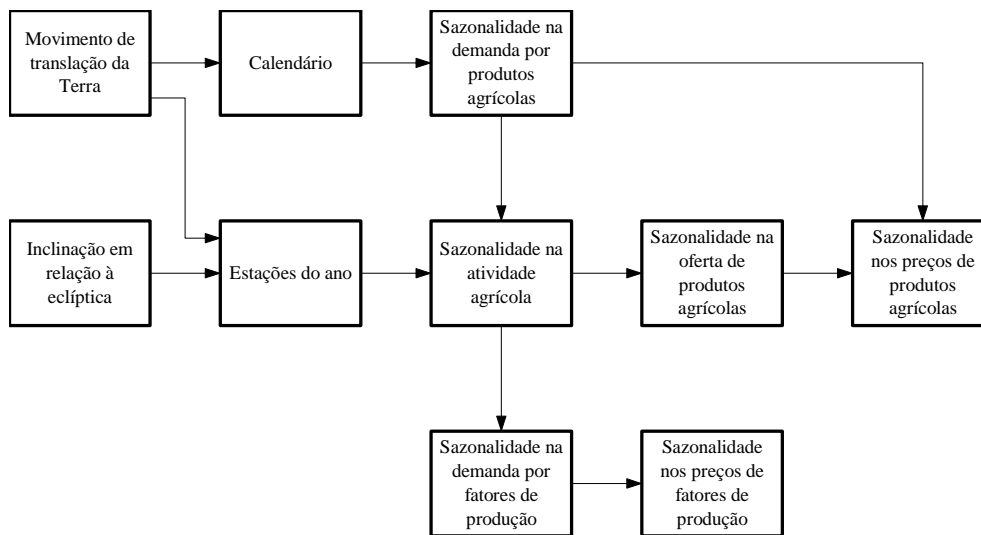 Movimento de
translação da
Terra
Calendário
Sazonalidade na
demanda por
produtos
agrícolas
Inclinação em
relação à
eclíptica
Estações do ano
Sazonalidade na
atividade
agrícola
Sazonalidade na
oferta de
produtos
agrícolas
Sazonalidade
nos preços de
produtos
agrícolas
Sazonalidade na
demanda por
fatores de
produção
Sazonalidade
nos preços de
fatores de
produção